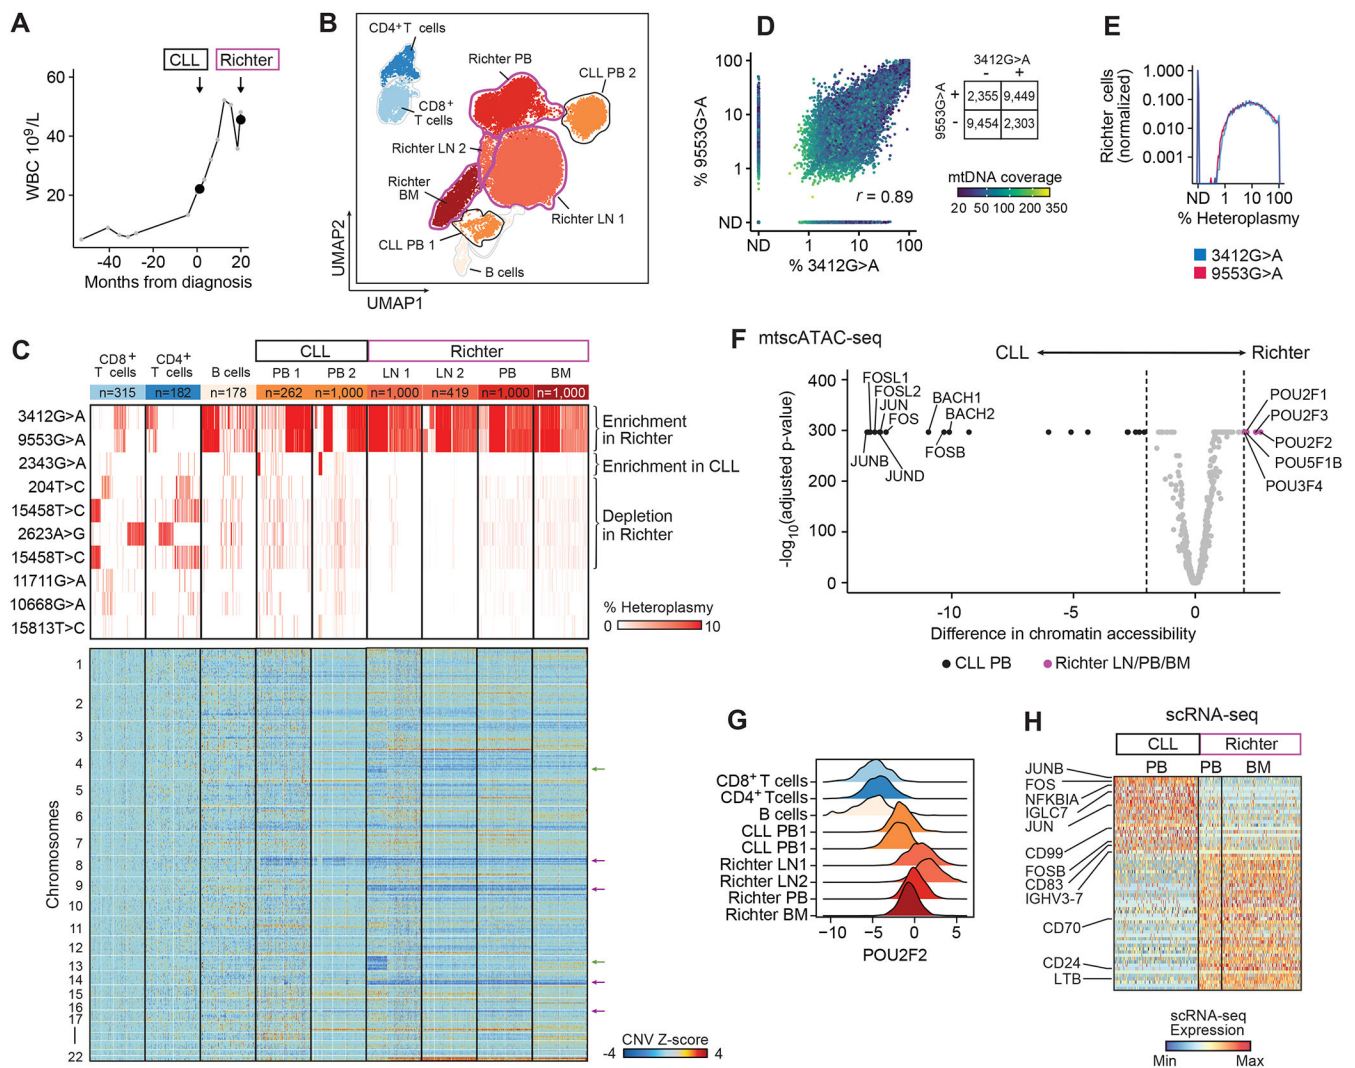 A
CLL
Richter
WBC 10⁹/L
60
40
20
-40
-20
0
20
Months from diagnosis
B
CD4⁺T cells
CD8⁺
T cells
Richter PB
CLL PB 2
Richter LN 2
Richter
BM
Richter LN 1
CLL PB 1
B cells
UMAP2
UMAP1
D
% 9553G>A
100
10
1
ND
r = 0.89
ND
1
10
100
% 3412G>A
3412G>A
- +
9553G>A
+ 2,355 9,449
- 9,454 2,303
mtDNA coverage
20 50 100 200 350
E
Richter cells
(normalized)
1.000
0.100
0.010
0.001
ND 1 10 100
% Heteroplasmy
3412G>A
9553G>A
C
CLL
Richter
CD8⁺
T cells
CD4⁺
T cells
B cells
PB 1
PB 2
LN 1
LN 2
PB
BM
n=315
n=182
n=178
n=262
n=1,000
n=1,000
n=419
n=1,000
n=1,000
3412G>A
9553G>A
2343G>A
204T>C
15458T>C
2623A>G
15458T>C
11711G>A
10668G>A
15813T>C
Enrichment
in Richter
Enrichment in CLL
Depletion
in Richter
% Heteroplasmy
0 10
Chromosomes
1
2
3
4
5
6
7
8
9
10
11
12
13
14
15
16
17
22
CNV Z-score
-4 4
F
mtscATAC-seq
CLL
Richter
-log₁₀(adjusted p-value)
400
300
200
100
0
FOSL1
FOSL2
JUN
FOS
BACH1
BACH2
JUNB
JUND
FOSB
POU2F1
POU2F3
POU2F2
POU5F1B
POU3F4
-10
-5
0
Difference in chromatin accessibility
CLL PB
Richter LN/PB/BM
G
CD8⁺ T cells
CD4⁺ Tcells
B cells
CLL PB1
CLL PB1
Richter LN1
Richter LN2
Richter PB
Richter BM
−10 −5 0 5
POU2F2
H
scRNA-seq
CLL
Richter
PB
PB
BM
JUNB
FOS
NFKBIA
IGLC7
JUN
CD99
FOSB
CD83
IGHV3-7
CD70
CD24
LTB
scRNA-seq
Expression
Min Max